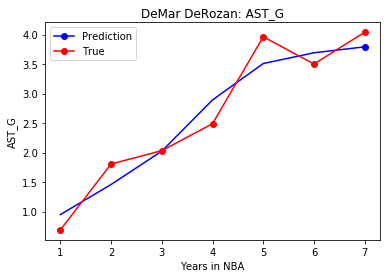 DeMar DeRozan: AST_G
Prediction
True
4.0
3.5
3.0
2.5
2.0
1.5
1.0
AST_G
1 2 3 4 5 6 7
Years in NBA